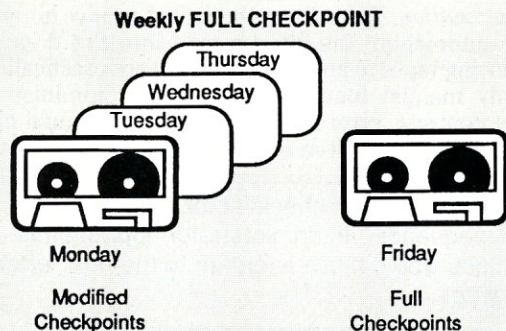 Weekly FULL CHECKPOINT
Thursday
Wednesday
Tuesday
Monday
Friday
Modified
Checkpoints
Full
Checkpoints